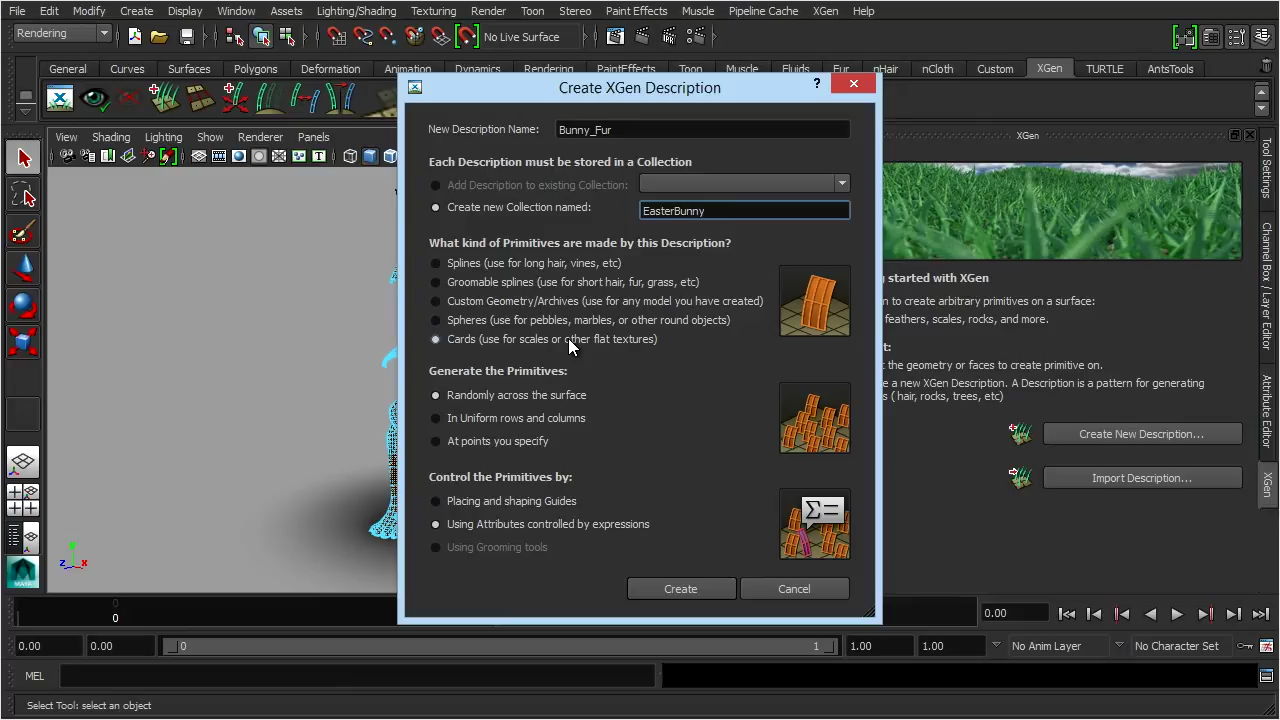 File Edit Modify Create Display Window Assets Lighting/Shading Texturing Render Toon Stereo Paint Effects Muscle Pipeline Cache XGen Help
Rendering
No Live Surface
General Curves Surfaces Polygons Deformation Animation Dynamics Rendering PaintEffects Toon Muscle Fluids Fur nHair nCloth Custom XGen TURTLE AntsTools
Create XGen Description
?
View Shading Lighting Show Renderer Panels
XGen
New Description Name: Bunny_Fur
Each Description must be stored in a Collection
Add Description to existing Collection:
Create new Collection named: EasterBunny
What kind of Primitives are made by this Description?
Splines (use for long hair, vines, etc)
Groomable splines (use for short hair, fur, grass, etc)
Custom Geometry/Archives (use for any model you have created)
Spheres (use for pebbles, marbles, or other round objects)
Cards (use for scales or other flat textures)
Generate the Primitives:
Randomly across the surface
In Uniform rows and columns
At points you specify
Control the Primitives by:
Placing and shaping Guides
Using Attributes controlled by expressions
Using Grooming tools
Create Cancel
started with XGen
n to create arbitrary primitives on a surface:
feathers, scales, rocks, and more.
t:
t the geometry or faces to create primitive on.
e a new XGen Description. A Description is a pattern for generating
s ( hair, rocks, trees, etc)
Create New Description...
Import Description...
Tool Settings
Channel Box / Layer Editor
Attribute Editor
XGen
z x
0
0
0.00
0.00 0.00 0 1 1.00 1.00 No Anim Layer No Character Set
MEL
Select Tool: select an object